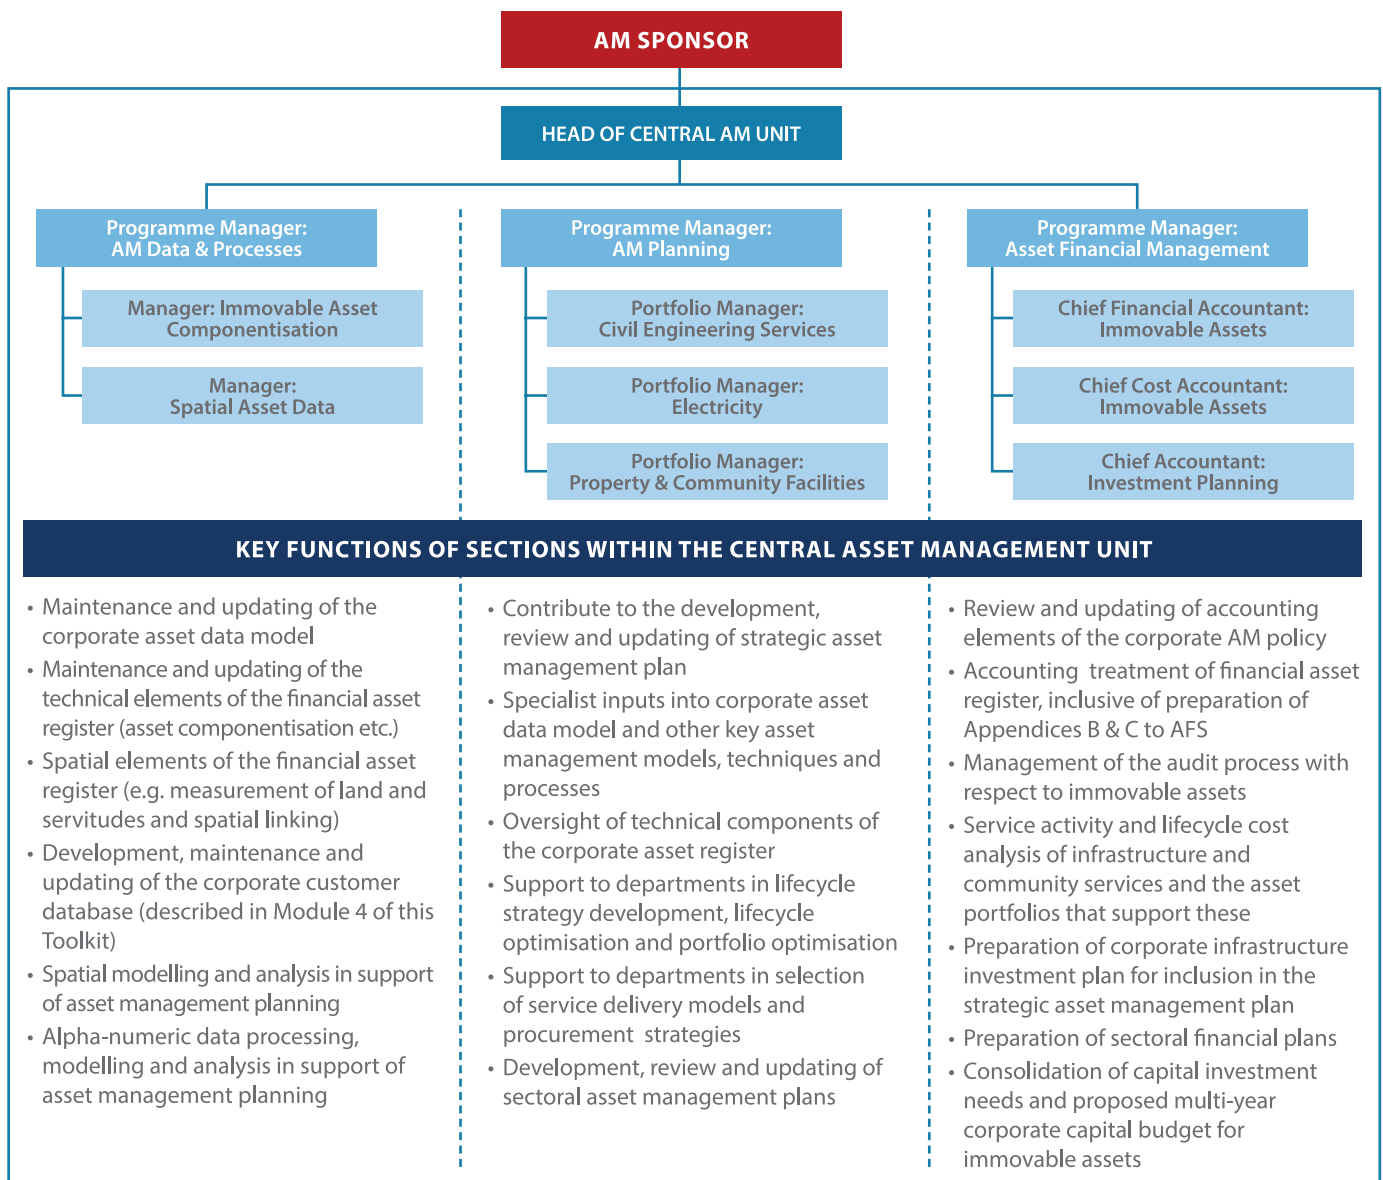 AM SPONSOR
HEAD OF CENTRAL AM UNIT
Programme Manager:
AM Data & Processes
Manager: Immovable Asset
Componentisation
Manager:
Spatial Asset Data
Programme Manager:
AM Planning
Portfolio Manager:
Civil Engineering Services
Portfolio Manager:
Electricity
Portfolio Manager:
Property & Community Facilities
Programme Manager:
Asset Financial Management
Chief Financial Accountant:
Immovable Assets
Chief Cost Accountant:
Immovable Assets
Chief Accountant:
Investment Planning
KEY FUNCTIONS OF SECTIONS WITHIN THE CENTRAL ASSET MANAGEMENT UNIT
• Maintenance and updating of the
corporate asset data model
• Maintenance and updating of the
technical elements of the financial asset
register (asset componentisation etc.)
• Spatial elements of the financial asset
register (e.g. measurement of land and
servitudes and spatial linking)
• Development, maintenance and
updating of the corporate customer
database (described in Module 4 of this
Toolkit)
• Spatial modelling and analysis in support
of asset management planning
• Alpha-numeric data processing,
modelling and analysis in support of
asset management planning
• Contribute to the development,
review and updating of strategic asset
management plan
• Specialist inputs into corporate asset
data model and other key asset
management models, techniques and
processes
• Oversight of technical components of
the corporate asset register
• Support to departments in lifecycle
strategy development, lifecycle
optimisation and portfolio optimisation
• Support to departments in selection
of service delivery models and
procurement strategies
• Development, review and updating of
sectoral asset management plans
• Review and updating of accounting
elements of the corporate AM policy
• Accounting treatment of financial asset
register, inclusive of preparation of
Appendices B & C to AFS
• Management of the audit process with
respect to immovable assets
• Service activity and lifecycle cost
analysis of infrastructure and
community services and the asset
portfolios that support these
• Preparation of corporate infrastructure
investment plan for inclusion in the
strategic asset management plan
• Preparation of sectoral financial plans
• Consolidation of capital investment
needs and proposed multi-year
corporate capital budget for
immovable assets